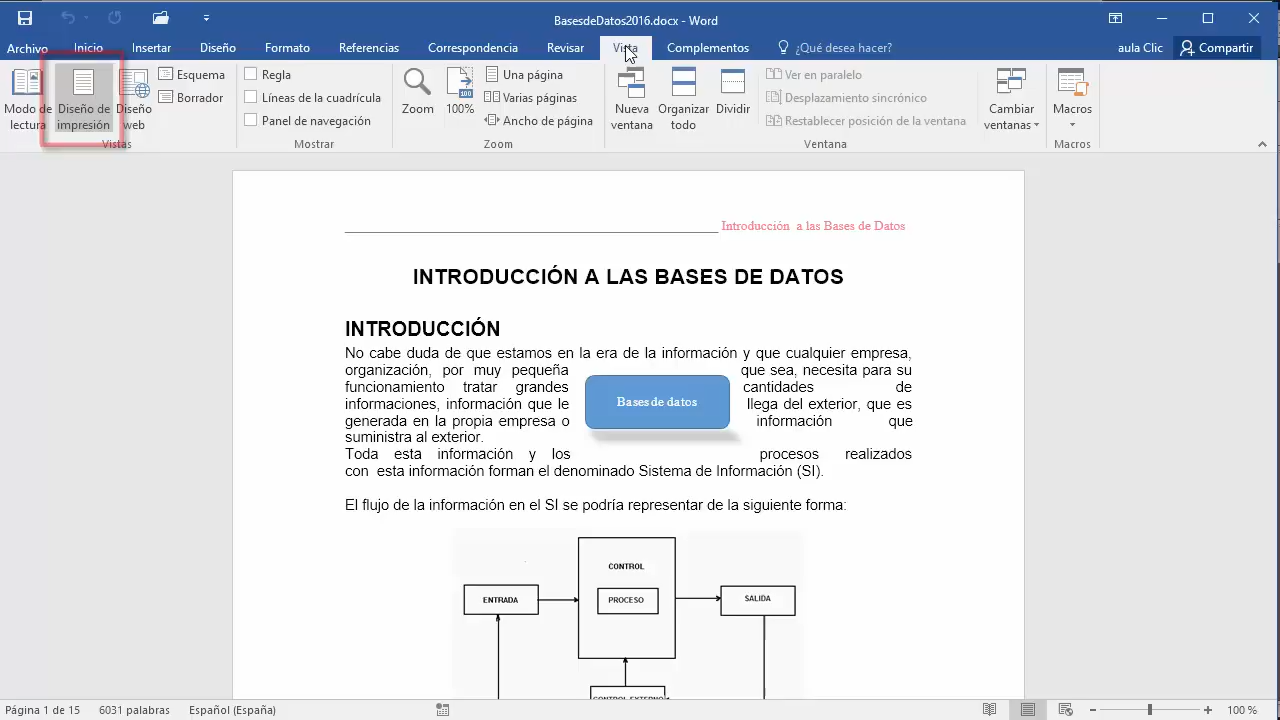 BasesdeDatos2016.docx - Word
Archivo Inicio Insertar Diseño Formato Referencias Correspondencia Revisar Vista Complementos ¿Qué desea hacer? aula Clic Compartir
Modo de lectura
Diseño de impresión
Diseño web
Esquema
Borrador
Vistas
Regla
Líneas de la cuadrícula
Panel de navegación
Mostrar
Zoom
100
100%
Una página
Varias páginas
Ancho de página
Zoom
Nueva ventana
Organizar todo
Dividir
Ver en paralelo
Desplazamiento sincrónico
Restablecer posición de la ventana
Cambiar ventanas
Ventana
Macros
Macros
Introducción a las Bases de Datos
INTRODUCCIÓN A LAS BASES DE DATOS
INTRODUCCIÓN
No cabe duda de que estamos en la era de la información y que cualquier empresa,
organización, por muy pequeña que sea, necesita para su
funcionamiento tratar grandes cantidades de
informaciones, información que le llega del exterior, que es
generada en la propia empresa o información que
suministra al exterior.
Bases de datos
Toda esta información y los procesos realizados
con esta información forman el denominado Sistema de Información (SI).
El flujo de la información en el SI se podría representar de la siguiente forma:
CONTROL
ENTRADA PROCESO SALIDA
CONTROL EXTERNO
Página 1 de 15 6031 palabras Español (España) 100 %